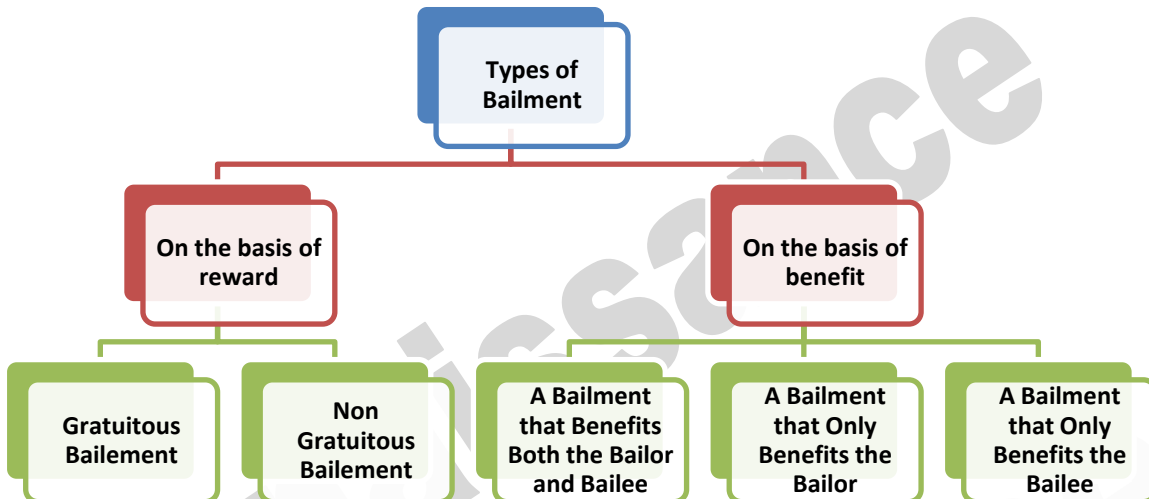 Types of
Bailment
On the basis of
reward
On the basis of
benefit
Gratuitous
Bailement
Non
Gratuitous
Bailement
A Bailment
that Benefits
Both the Bailor
and Bailee
A Bailment
that Only
Benefits the
Bailor
A Bailment
that Only
Benefits the
Bailee